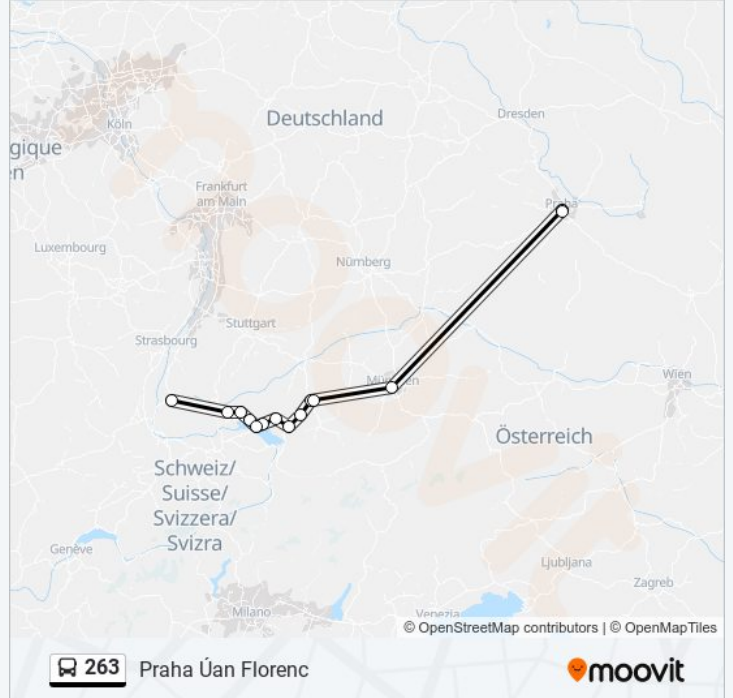 Deutschland
Dresden
Köln
gique
en
Frankfurt
am Main
Praha
Luxembourg
Nürnberg
Stuttgart
Strasbourg
München
Wien
Österreich
Schweiz/
Suisse/
Svizzera/
Svizra
Genève
Ljubljana
Zagreb
Milano
Venezia
© OpenStreetMap contributors | © OpenMapTiles
263 Praha Úan Florenc
moovit